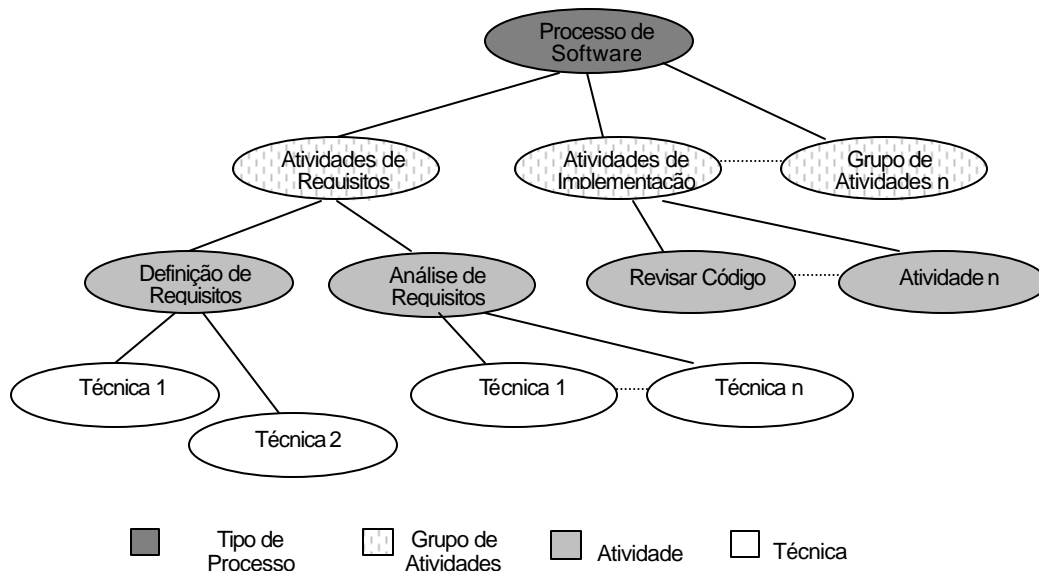 Processo de
Software
Atividades de
Requisitos
Atividades de
Implementação
Grupo de
Atividades n
Definição de
Requisitos
Análise de
Requisitos
Revisar Código
Atividade n
Técnica 1
Técnica 2
Técnica 1
Técnica n
Tipo de
Processo
Grupo de
Atividades
Atividade
Técnica